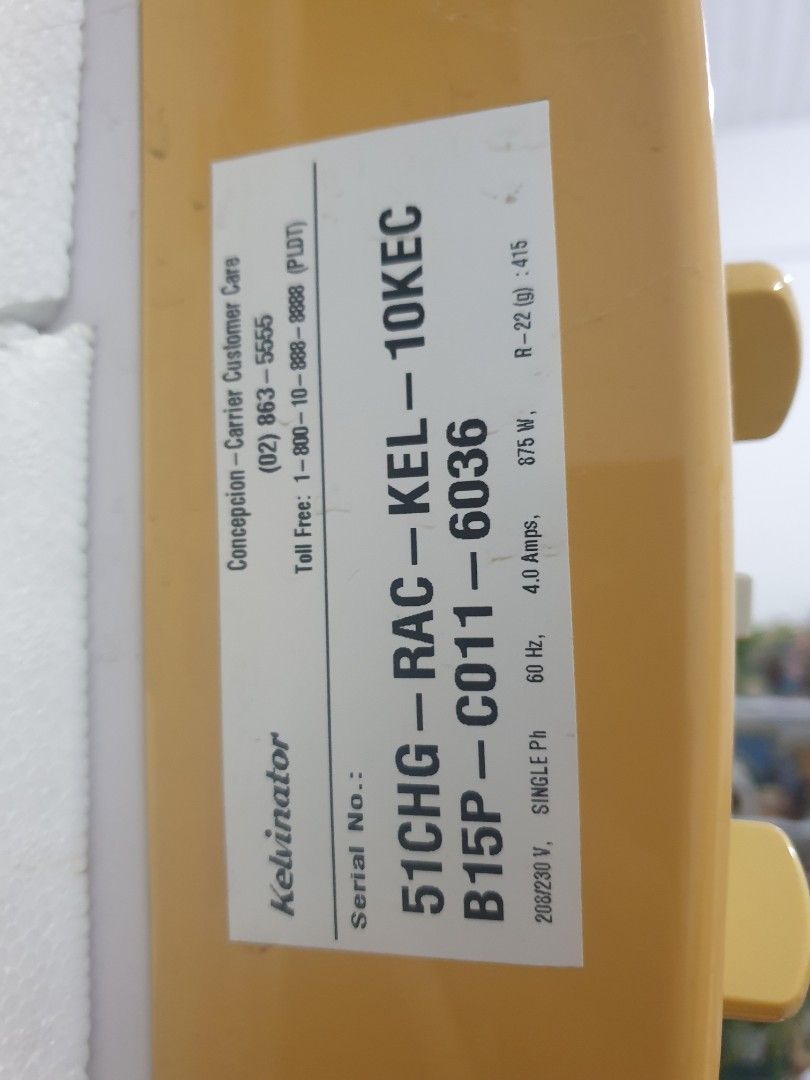 Kelvinator
Concepcion–Carrier Customer Care
(02) 863–5555
Toll Free: 1–800–10–888–8888 (PLDT)
Serial No.:
51CHG–RAC–KEL–10KEC
B15P–C011–6036
208/230 V, SINGLE Ph 60 Hz, 4.0 Amps, 875 W, R–22 (g) : 415